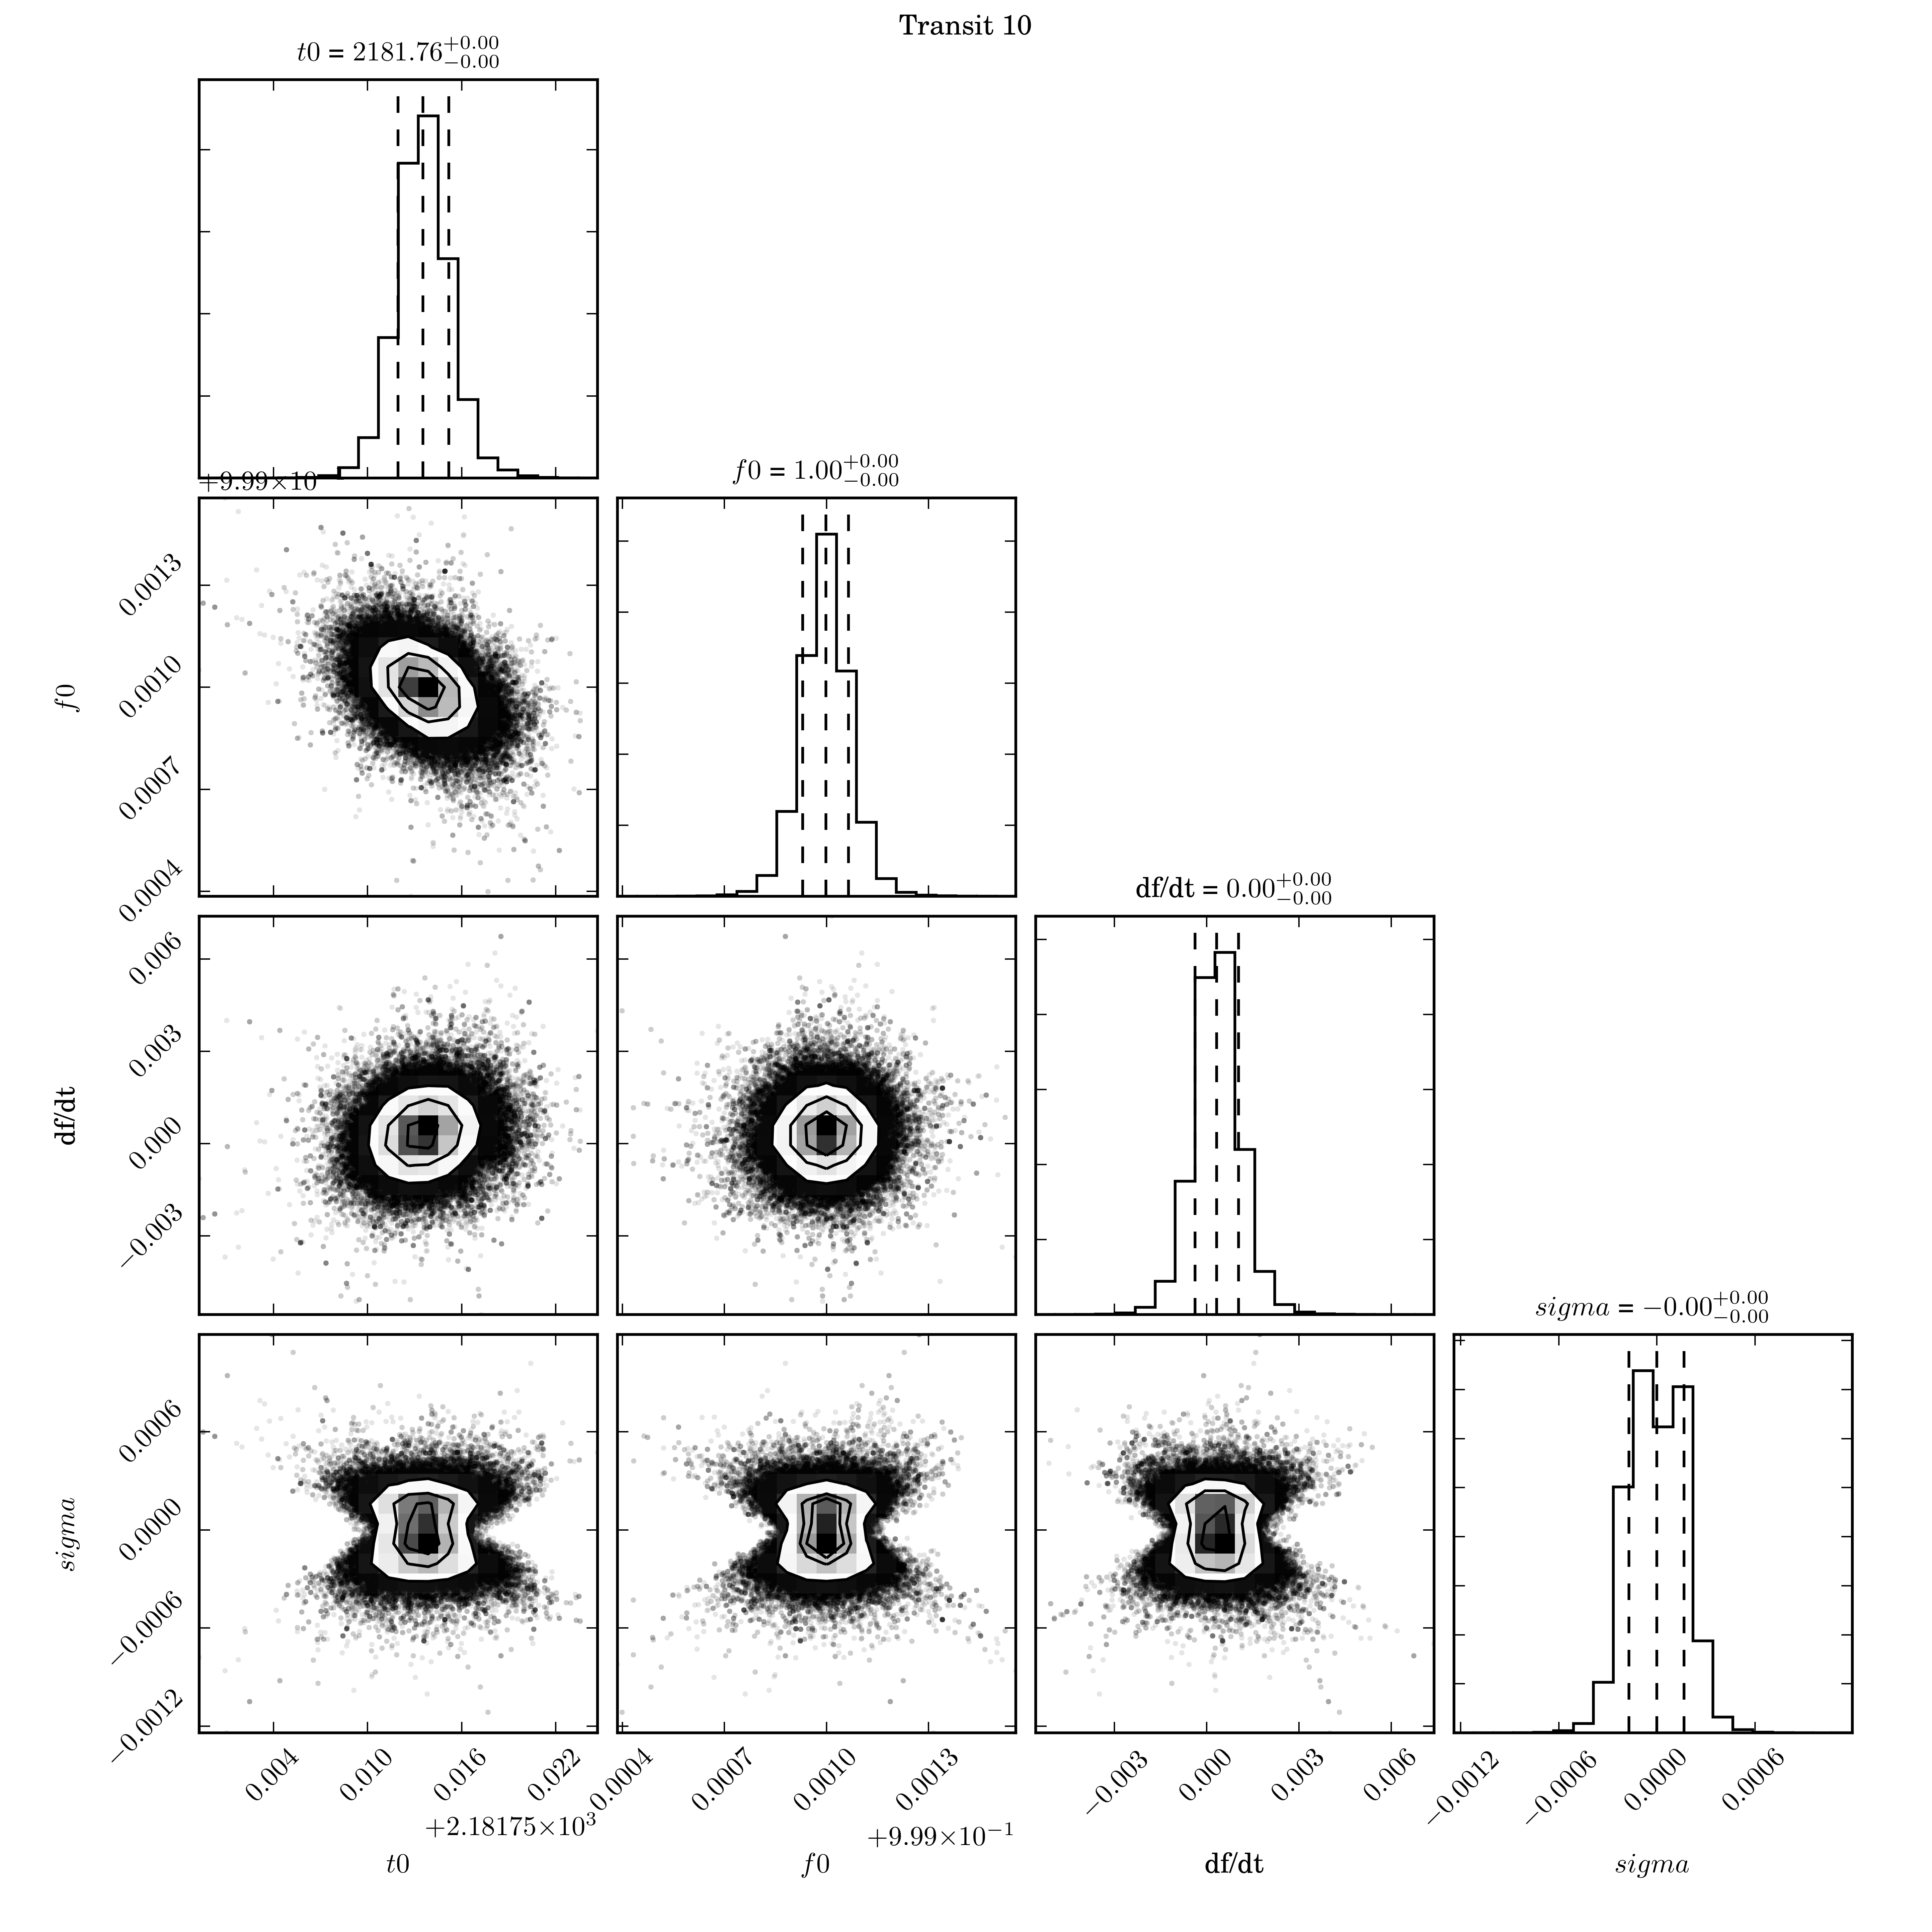 Transit 10
t0 = 2181.76+0.00 −0.00
+9.99×10
f0 = 1.00+0.00 −0.00
0.0013
0.0010
0.0007
0.0004
f0
df/dt = 0.00+0.00 −0.00
0.006
0.003
0.000
−0.003
df/dt
sigma = −0.00+0.00 −0.00
0.0006
0.0000
−0.0006
−0.0012
sigma
0.004 0.010 0.016 0.022 0.0004 0.0007 0.0010 0.0013 −0.003 0.000 0.003 0.006 −0.0012 −0.0006 0.0000 0.0006
+2.18175×10³ +9.99×10⁻¹
t0 f0 df/dt sigma